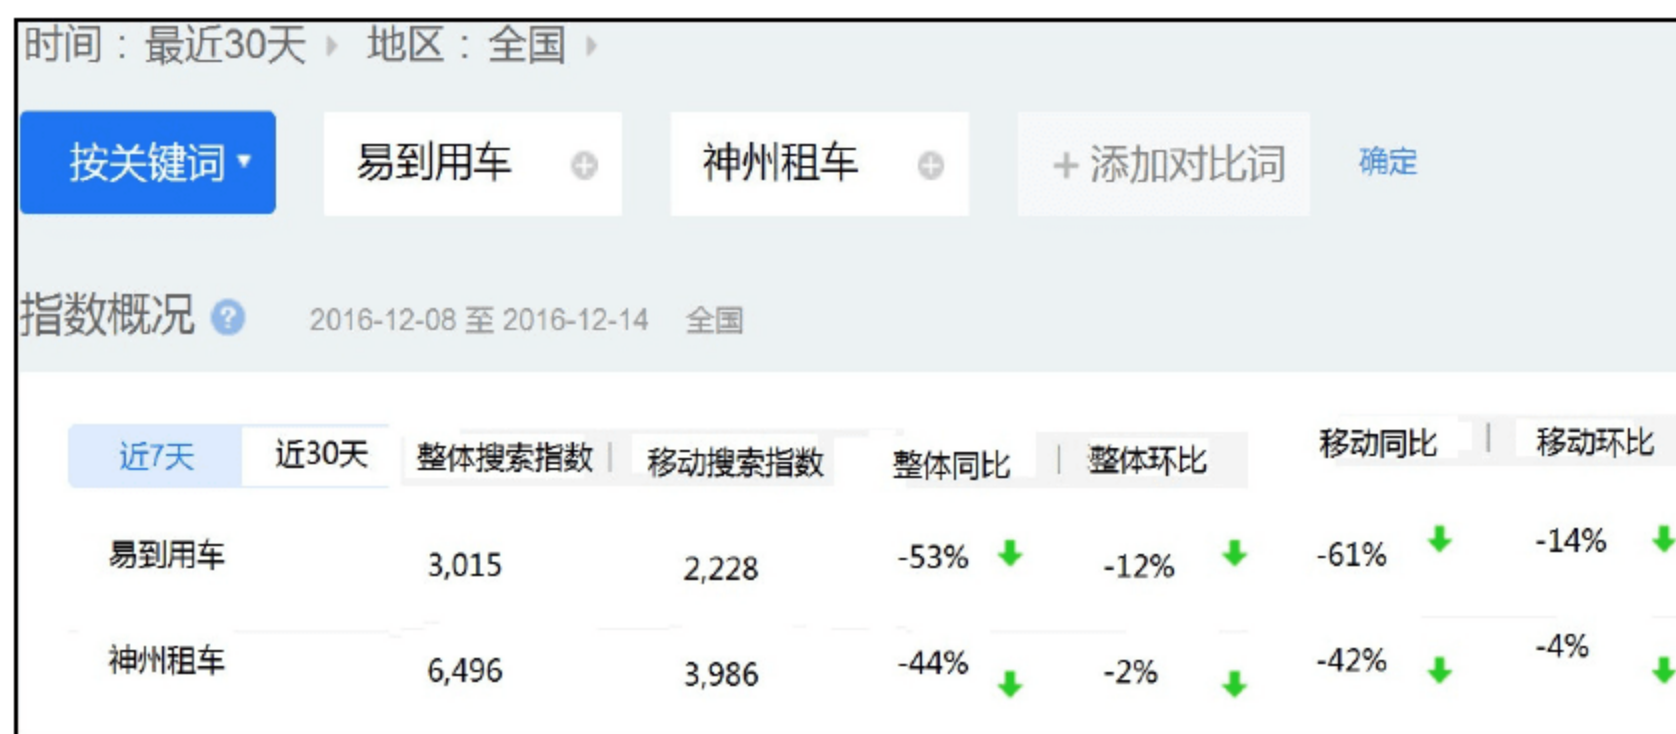 时间：最近30天 地区：全国
按关键词 易到用车 神州租车 +添加对比词 确定
指数概况 ? 2016-12-08 至 2016-12-14 全国
近7天 近30天 整体搜索指数 | 移动搜索指数 整体同比 | 整体环比 移动同比 | 移动环比
易到用车 3,015 2,228 -53% -12% -61% -14%
神州租车 6,496 3,986 -44% -2% -42% -4%